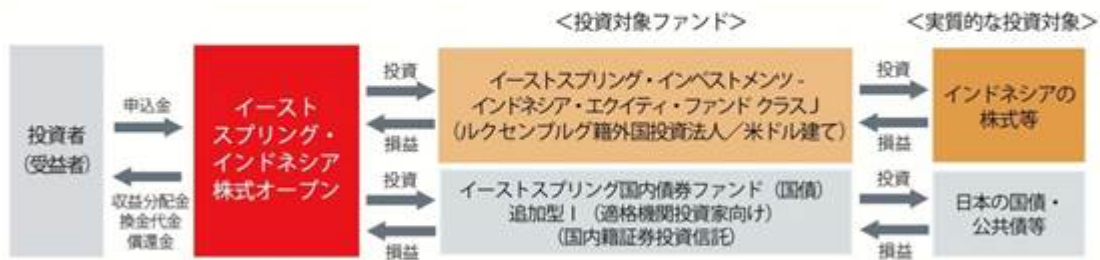 ＜投資対象ファンド＞
＜実質的な投資対象＞
投資者
（受益者）
申込金
収益分配金
換金代金
償還金
イースト
スプリング・
インドネシア
株式オープン
投資
損益
イーストスプリング・インベストメンツ -
インドネシア・エクイティ・ファンド クラスJ
（ルクセンブルグ籍外国投資法人／米ドル建て）
投資
損益
インドネシアの
株式等
投資
損益
イーストスプリング国内債券ファンド（国債）
追加型Ⅰ（適格機関投資家向け）
（国内籍証券投資信託）
投資
損益
日本の国債・
公共債等